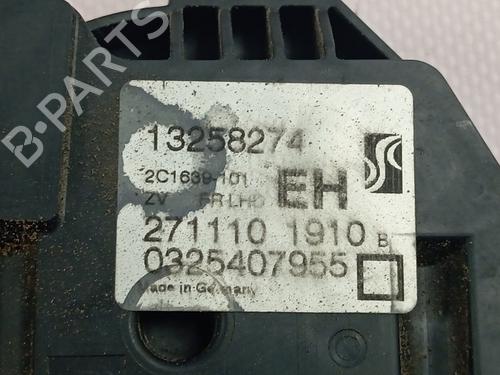 B-PARTS
13258274
2C1639-101
EH
ZV FR LHD
271110 1910 B
0325407955
Made in Germany